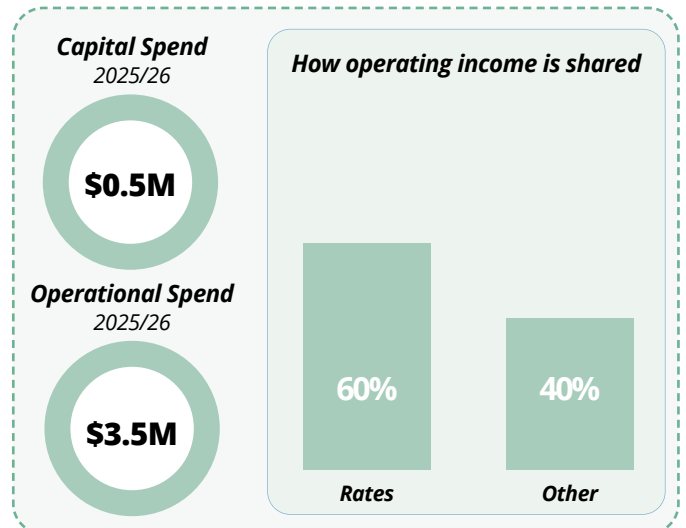 Capital Spend
2025/26
$0.5M
Operational Spend
2025/26
$3.5M
How operating income is shared
60%
40%
Rates
Other